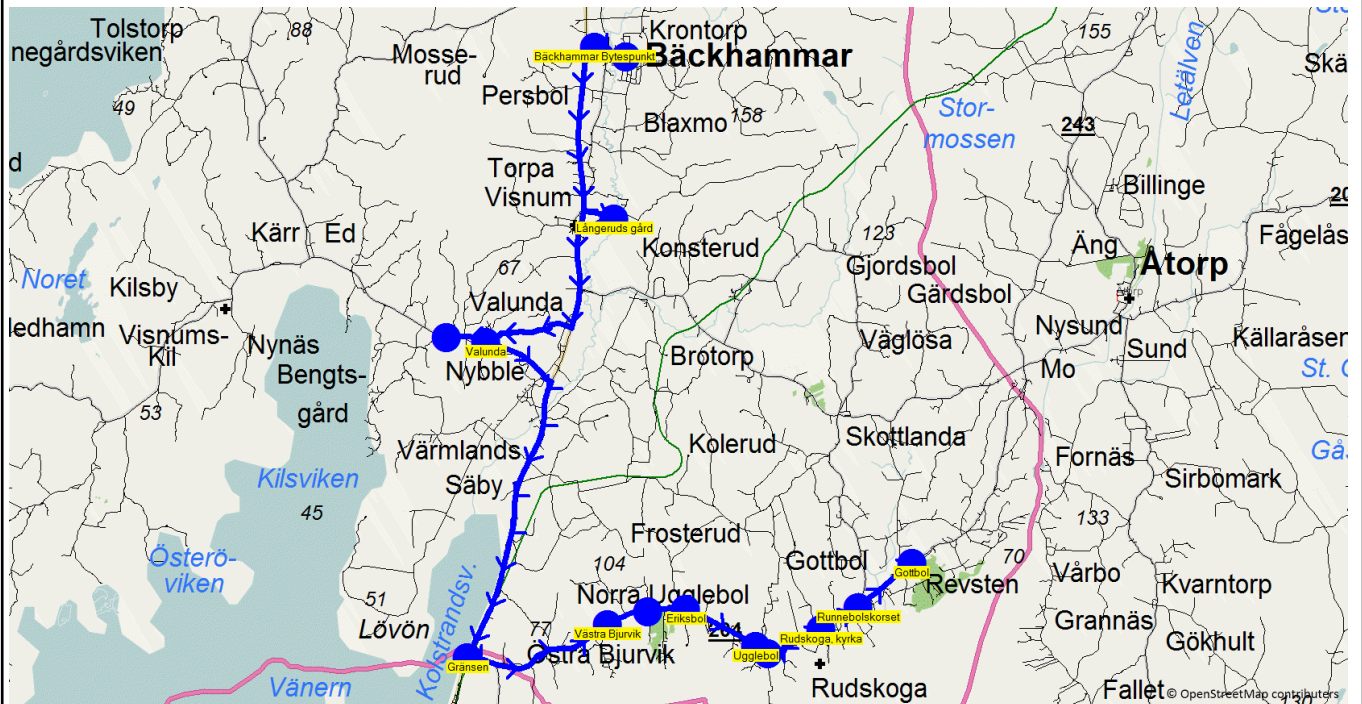 Tolstorp
negårdsviken
88
Mosse-
rud
Krontorp
Bäckhammar Bytespunkt
Bäckhammar
155
Letälven
Skä
Persbol
49
Blaxmo
158
Stor-
mossen
243
d
Torpa
Visnum
Billinge
Långeruds gård
Kärr
Ed
Konsterud
123
Äng
Fågelås
Åtorp
Noret
Kilsby
67
Gjordsbol
Gärdsbol
Valunda
ledhamn
Visnums-
Kil
Nynäs
Nysund
Källaråsen
Valunda
Nybble
Brotorp
Väglösa
Sund
Mo
St.
Bengts-
gård
53
Värmlands
Säby
Kolerud
Skottlanda
Fornäs
Sirbomark
Kilsviken
45
133
Österö-
viken
Frosterud
104
Gottbol
70
Gottbol
Revsten
Vårbo
Kvarntorp
51
Lövön
Kolstrandsv.
Norra Ugglebol
Eriksbol
Runnebolskorset
Grannäs
77
Västra Bjurvik
204
Rudskoga, kyrka
Gökhult
Gränsen
Östra Bjurvik
Ugglebol
Vänern
Rudskoga
Fallet
© OpenStreetMap contributors
130